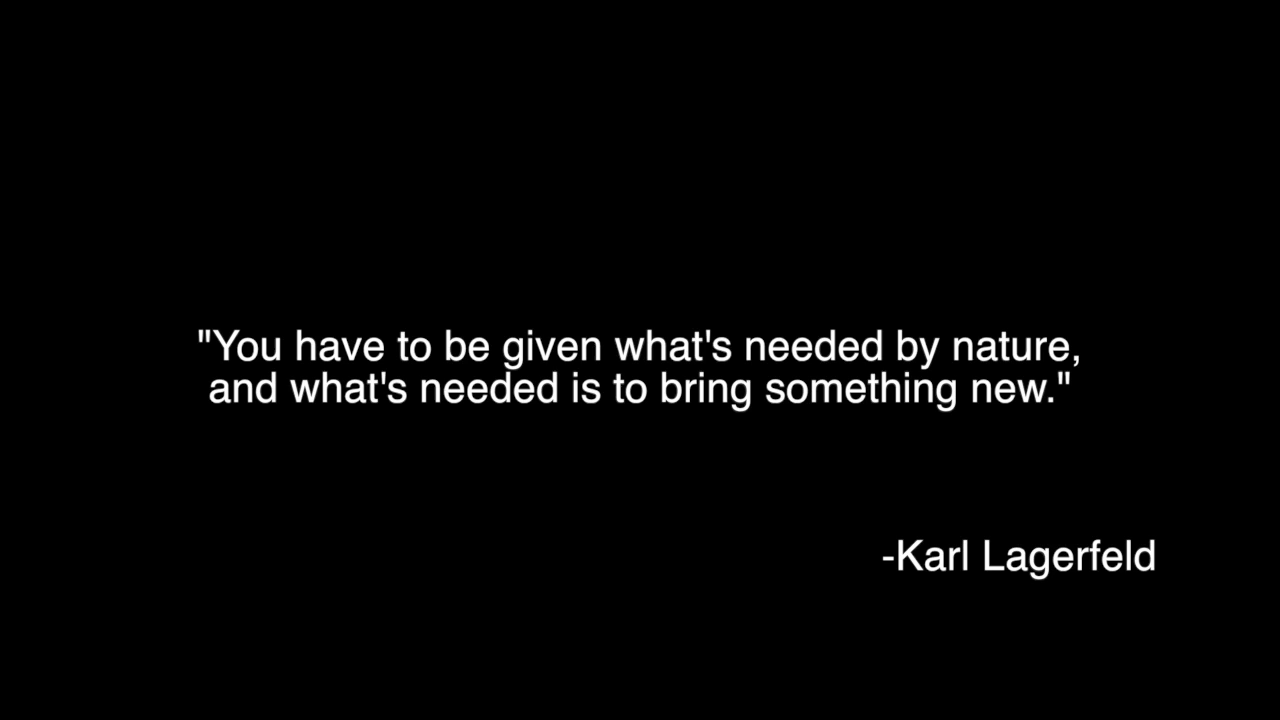 "You have to be given what's needed by nature,
and what's needed is to bring something new."
-Karl Lagerfeld